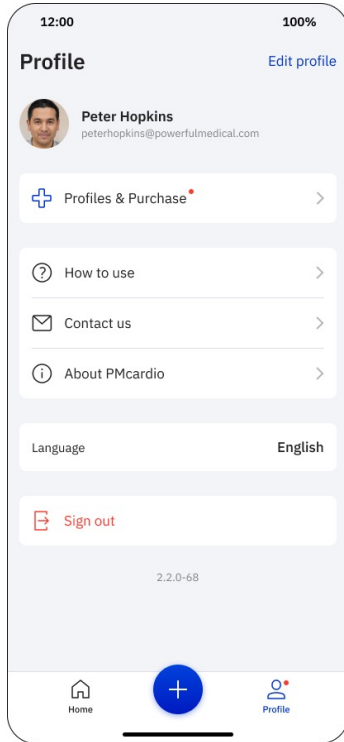 12:00 100%
Profile Edit profile
Peter Hopkins
peterhopkins@powerfulmedical.com
Profiles & Purchase
How to use
Contact us
About PMcardio
Language English
Sign out
2.2.0-68
Home Profile